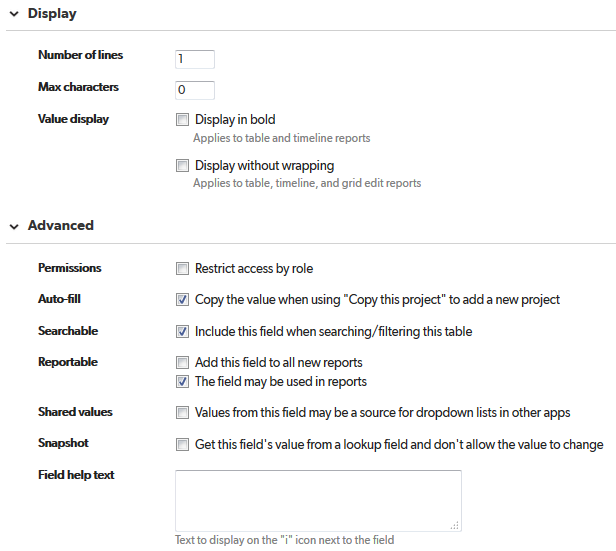 Display
Number of lines 1
Max characters 0
Value display Display in bold
Applies to table and timeline reports
Display without wrapping
Applies to table, timeline, and grid edit reports
Advanced
Permissions Restrict access by role
Auto-fill Copy the value when using "Copy this project" to add a new project
Searchable Include this field when searching/filtering this table
Reportable Add this field to all new reports
The field may be used in reports
Shared values Values from this field may be a source for dropdown lists in other apps
Snapshot Get this field's value from a lookup field and don't allow the value to change
Field help text
Text to display on the "i" icon next to the field